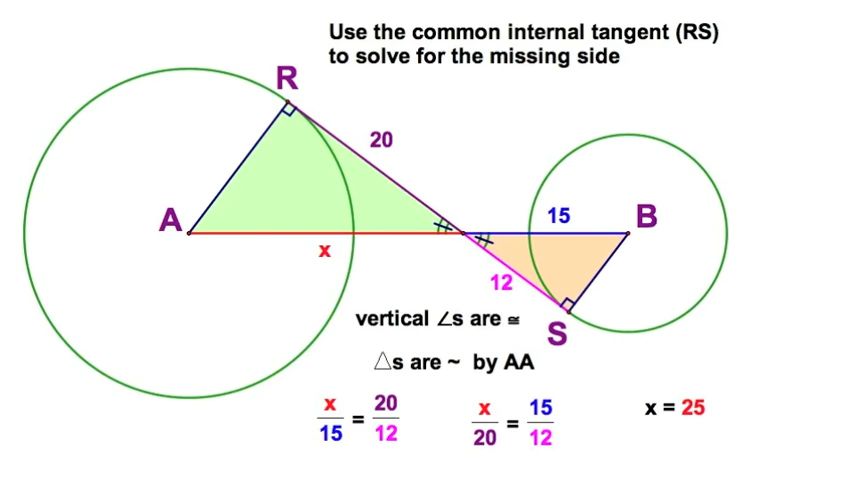 Use the common internal tangent (RS)
to solve for the missing side
R
20
A
15
B
x
12
vertical ∠s are ≅
S
△s are ~ by AA
x/15 = 20/12
x/20 = 15/12
x = 25